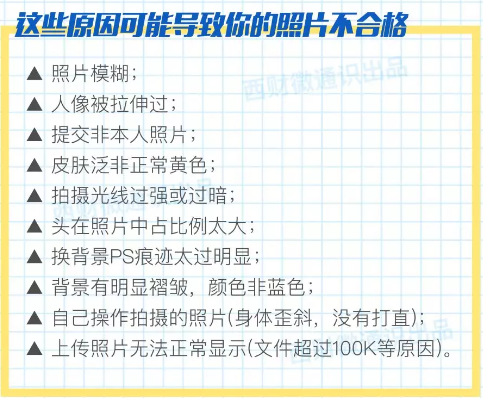 这些原因可能导致你的照片不合格
西财微通识出品
▲ 照片模糊；
▲ 人像被拉伸过；
▲ 提交非本人照片；
▲ 皮肤泛非正常黄色；
▲ 拍摄光线过强或过暗；
▲ 头在照片中占比例太大；
▲ 换背景PS痕迹太过明显；
▲ 背景有明显褶皱，颜色非蓝色；
▲ 自己操作拍摄的照片(身体歪斜，没有打直)；
▲ 上传照片无法正常显示(文件超过100K等原因)。